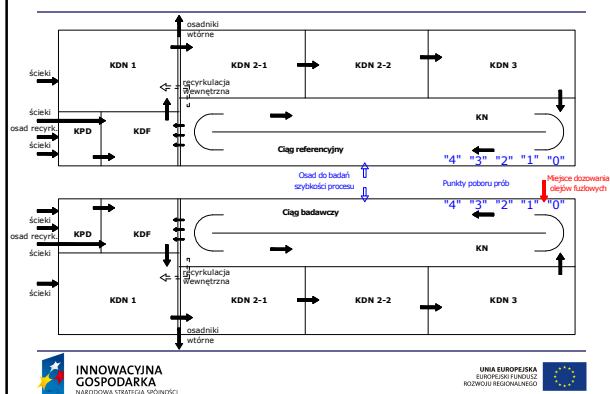 osadniki
wtórne
KDN 1
KDN 2-1
KDN 2-2
KDN 3
ścieki
recyrkulacja
wewnętrzna
ścieki
osad recyrk.
ścieki
KPD
KDF
KN
Ciąg referencyjny
"4" "3" "2" "1" "0"
Osad do badań
szybkości procesu
Punkty poboru prób
Miejsce dozowania
olejów fuzlowych
"4" "3" "2" "1" "0"
Ciąg badawczy
ścieki
osad recyrk.
ścieki
KPD
KDF
KN
recyrkulacja
wewnętrzna
ścieki
KDN 1
KDN 2-1
KDN 2-2
KDN 3
osadniki
wtórne
INNOWACYJNA
GOSPODARKA
NARODOWA STRATEGIA SPÓJNOŚCI
UNIA EUROPEJSKA
EUROPEJSKI FUNDUSZ
ROZWOJU REGIONALNEGO